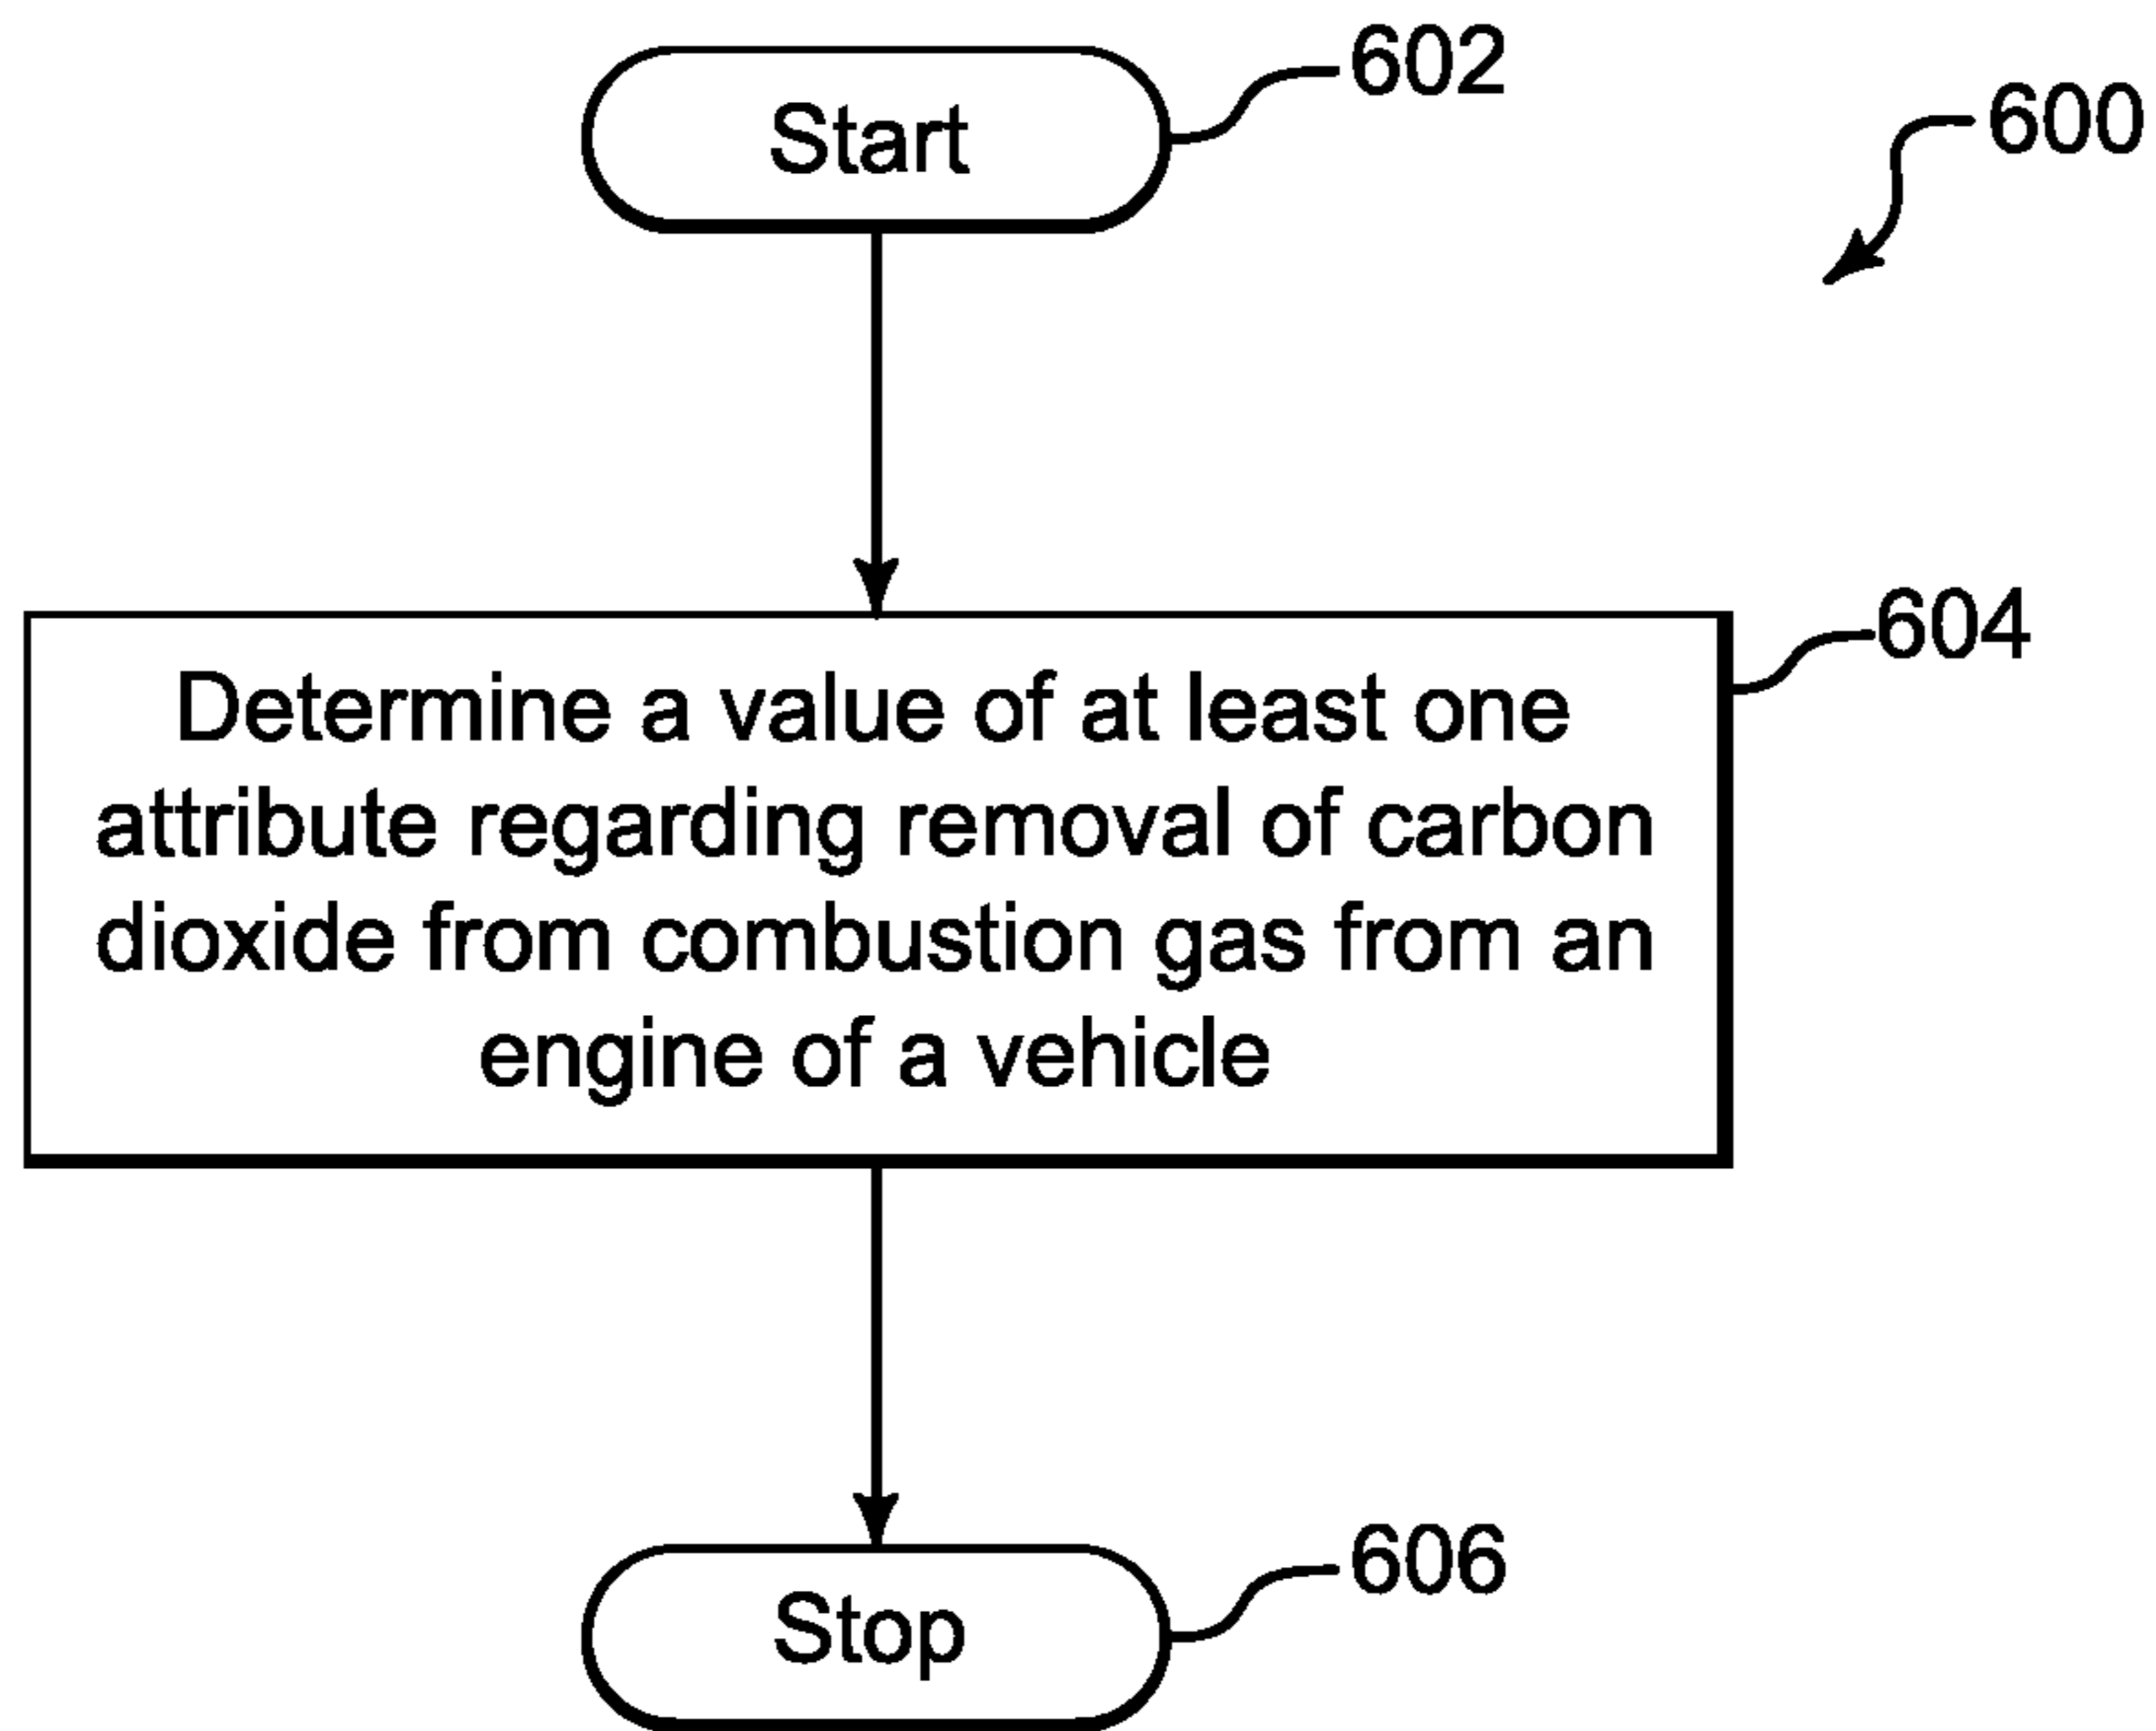 602
Start
600
604
Determine a value of at least one
attribute regarding removal of carbon
dioxide from combustion gas from an
engine of a vehicle
606
Stop